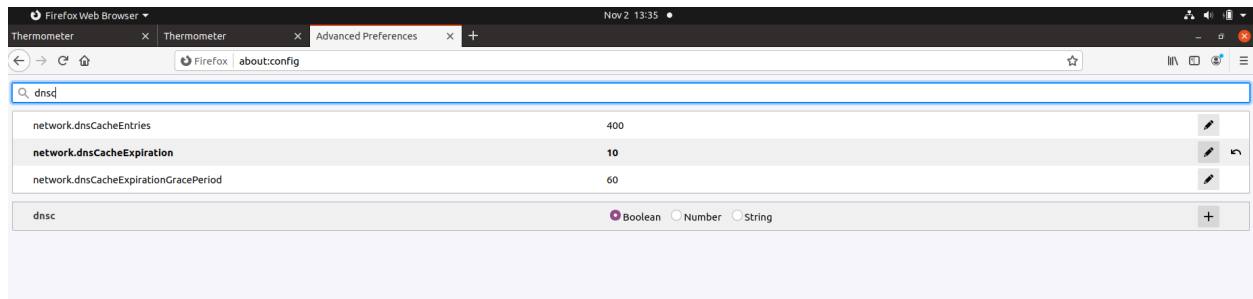 Firefox Web Browser Nov 2 13:35
Thermometer Thermometer Advanced Preferences
Firefox about:config
dnsc
network.dnsCacheEntries 400
network.dnsCacheExpiration 10
network.dnsCacheExpirationGracePeriod 60
dnsc Boolean Number String